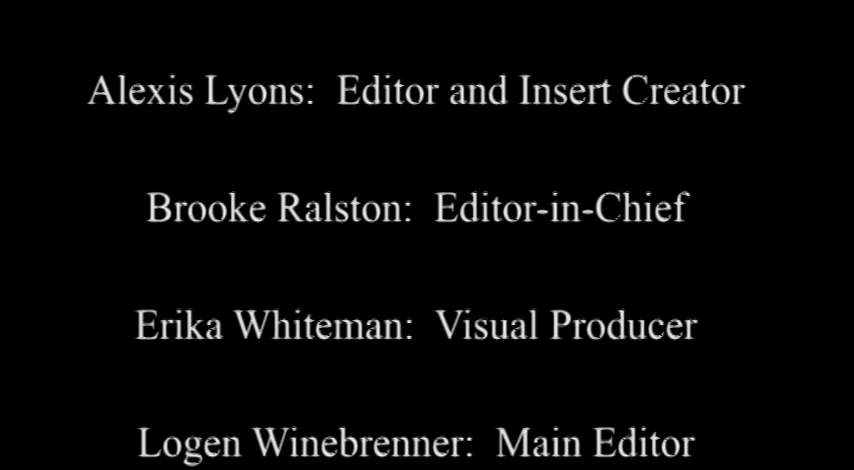 Alexis Lyons:  Editor and Insert Creator
Brooke Ralston:  Editor-in-Chief
Erika Whiteman:  Visual Producer
Logen Winebrenner:  Main Editor